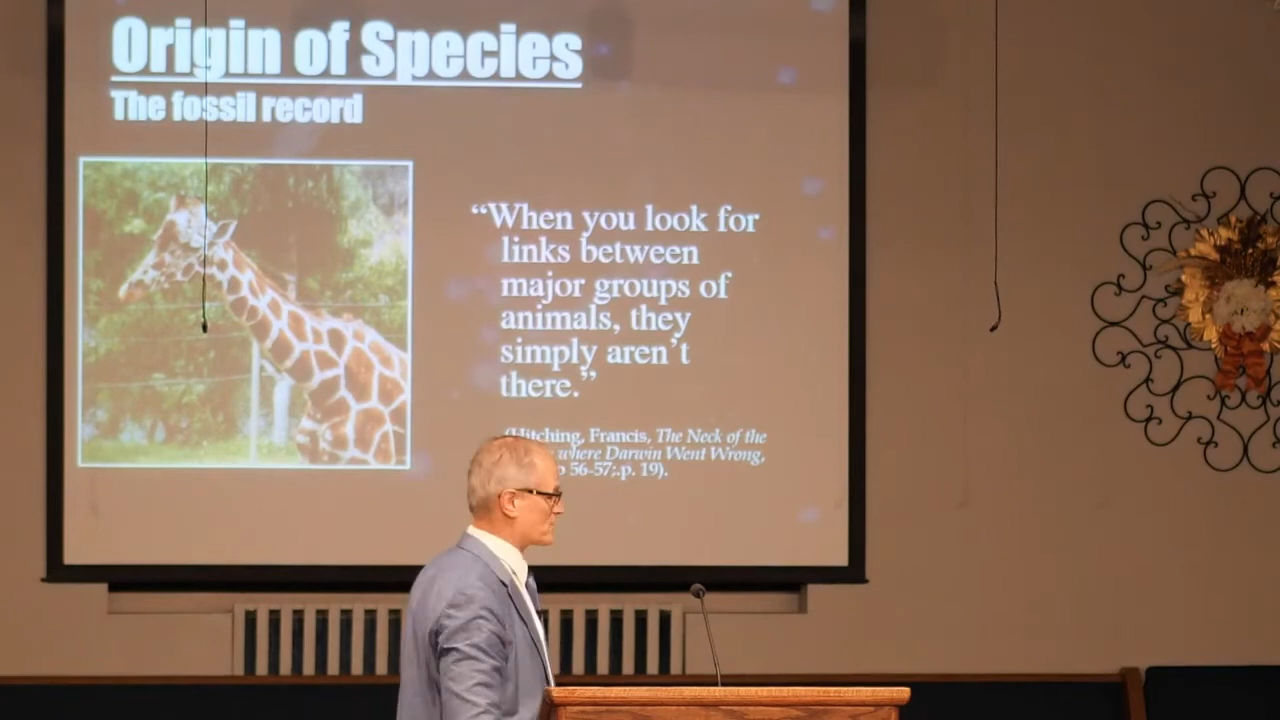 Origin of Species
The fossil record
“When you look for
links between
major groups of
animals, they
simply aren’t
there.”
(Hitching, Francis, The Neck of the
where Darwin Went Wrong,
p 56-57;.p. 19).